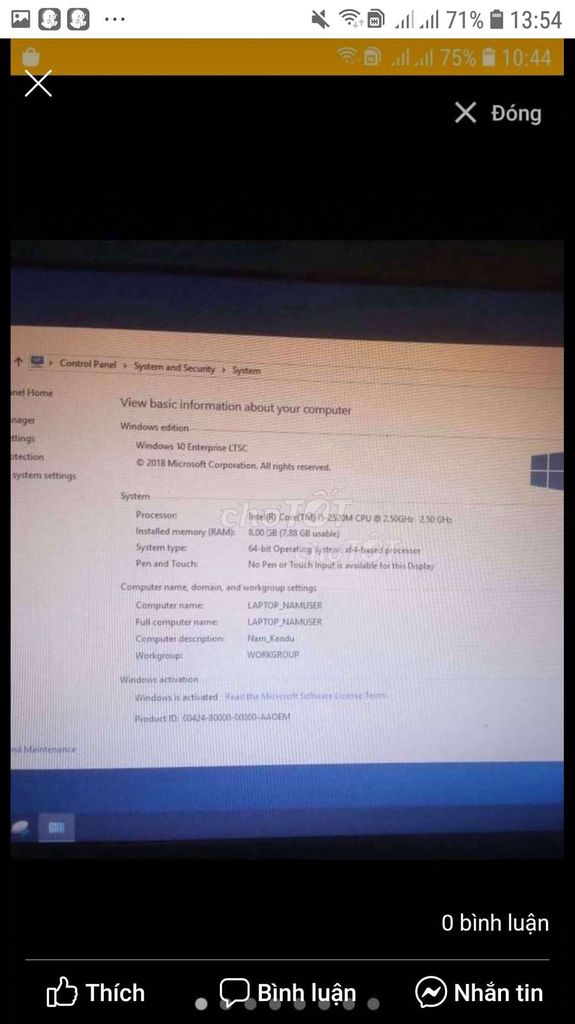 71% 13:54
75% 10:44
Đóng
Control Panel › System and Security › System
nel Home
View basic information about your computer
nager
Windows edition
ttings
Windows 10 Enterprise LTSC
otection
© 2018 Microsoft Corporation. All rights reserved.
system settings
System
Processor: Intel(R) Core(TM) i5-2520M CPU @ 2.50GHz 2.50 GHz
Installed memory (RAM): 8.00 GB (7.88 GB usable)
System type: 64-bit Operating System, x64-based processor
Pen and Touch: No Pen or Touch Input is available for this Display
chợTỐT
chợTỐT
Computer name, domain, and workgroup settings
Computer name: LAPTOP_NAMUSER
Full computer name: LAPTOP_NAMUSER
Computer description: Nam_Kendu
Workgroup: WORKGROUP
Windows activation
Windows is activated Read the Microsoft Software License Terms
Product ID: 00424-80000-00000-AAOEM
nd Maintenance
0 bình luận
Thích
Bình luận
Nhắn tin